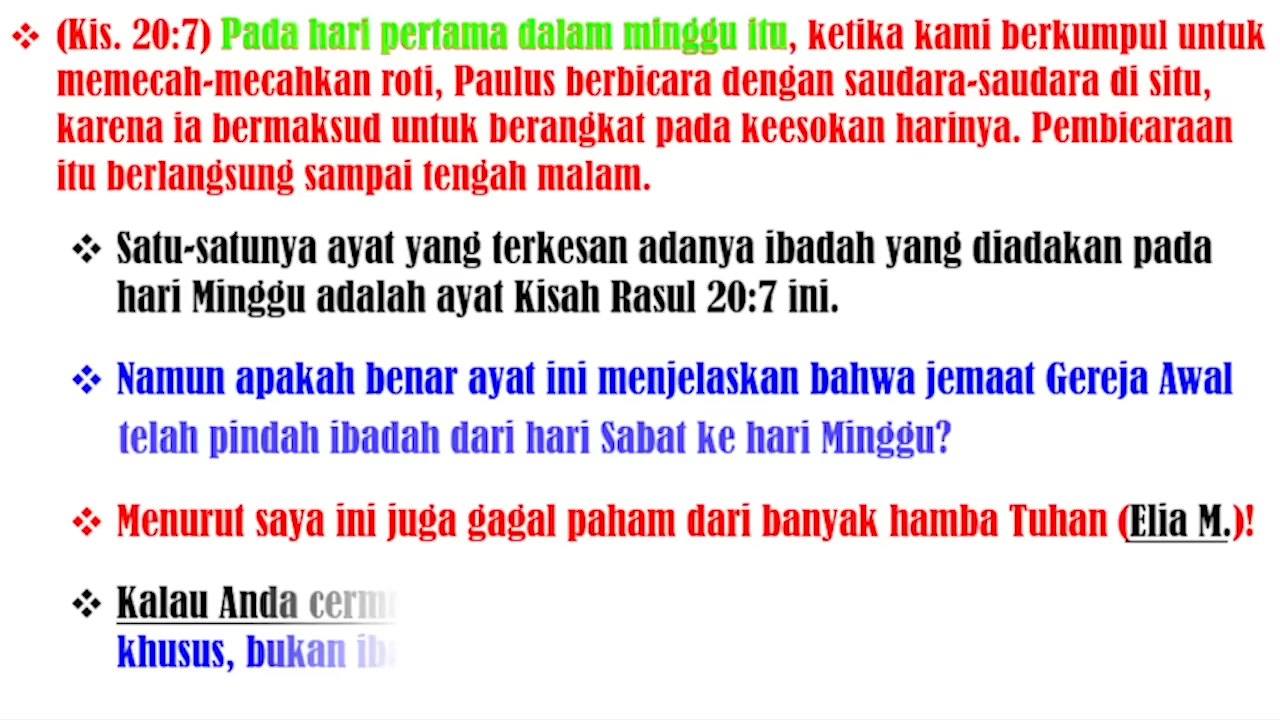 (Kis. 20:7) Pada hari pertama dalam minggu itu, ketika kami berkumpul untuk
memecah-mecahkan roti, Paulus berbicara dengan saudara-saudara di situ,
karena ia bermaksud untuk berangkat pada keesokan harinya. Pembicaraan
itu berlangsung sampai tengah malam.
Satu-satunya ayat yang terkesan adanya ibadah yang diadakan pada
hari Minggu adalah ayat Kisah Rasul 20:7 ini.
Namun apakah benar ayat ini menjelaskan bahwa jemaat Gereja Awal
telah pindah ibadah dari hari Sabat ke hari Minggu?
Menurut saya ini juga gagal paham dari banyak hamba Tuhan (Elia M.)!
Kalau Anda
khusus, bukan